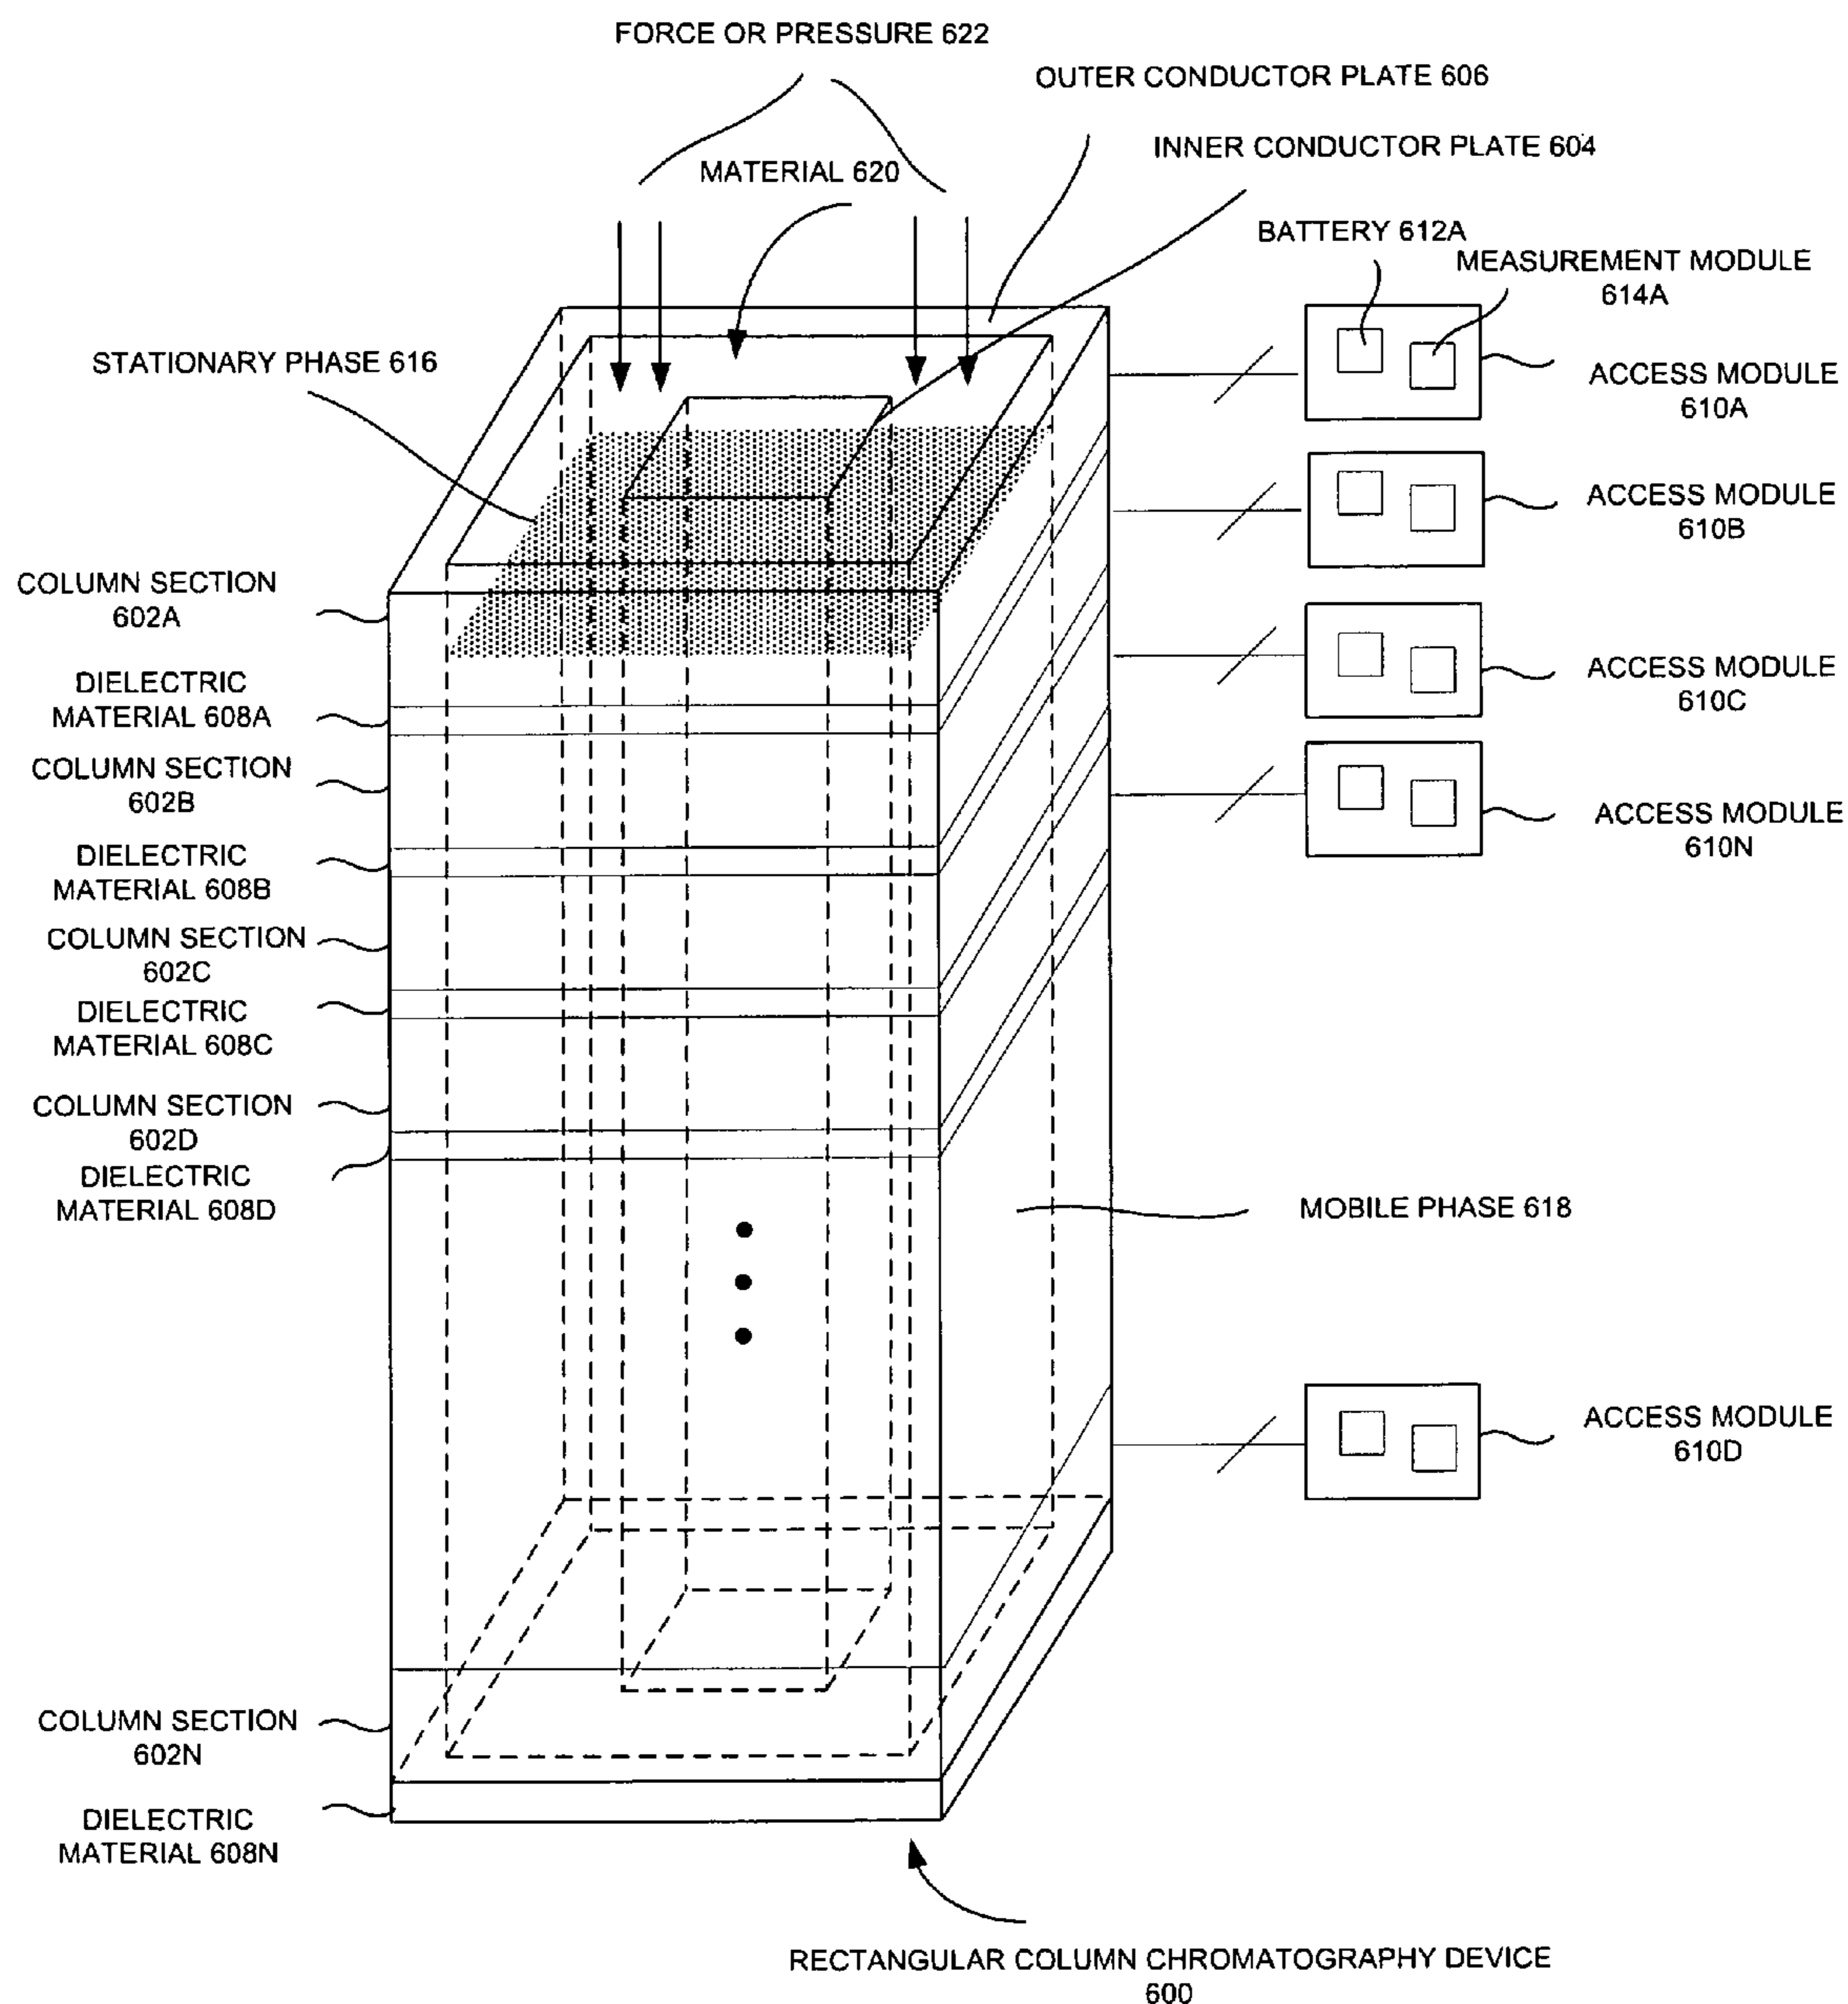 FORCE OR PRESSURE 622
OUTER CONDUCTOR PLATE 606
INNER CONDUCTOR PLATE 604
MATERIAL 620
BATTERY 612A
MEASUREMENT MODULE
614A
STATIONARY PHASE 616
ACCESS MODULE
610A
ACCESS MODULE
610B
COLUMN SECTION
602A
ACCESS MODULE
610C
DIELECTRIC
MATERIAL 608A
COLUMN SECTION
602B
ACCESS MODULE
610N
DIELECTRIC
MATERIAL 608B
COLUMN SECTION
602C
DIELECTRIC
MATERIAL 608C
COLUMN SECTION
602D
DIELECTRIC
MATERIAL 608D
MOBILE PHASE 618
ACCESS MODULE
610D
COLUMN SECTION
602N
DIELECTRIC
MATERIAL 608N
RECTANGULAR COLUMN CHROMATOGRAPHY DEVICE
600